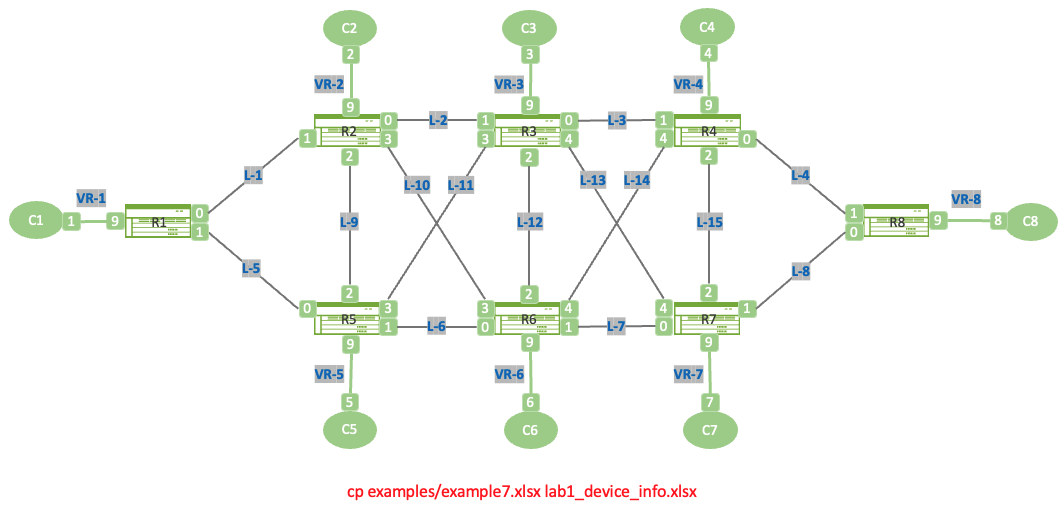 C2 C3 C4
2 3 4
VR-2 VR-3 VR-4
9 9 9
1 R2 0 L-2 1 R3 0 L-3 1 R4 0
3 3 4 4
2 2 2
L-1 L-10 L-11 L-13 L-14 L-4
VR-1 VR-8
C1 1 9 R1 0 L-9 L-12 L-15 1 R8 9 8 C8
1 0
L-5 L-8
2 2 2
0 R5 3 3 R6 4 4 R7 1
1 L-6 0 1 L-7 0
9 9 9
VR-5 VR-6 VR-7
5 6 7
C5 C6 C7
cp examples/example7.xlsx lab1_device_info.xlsx